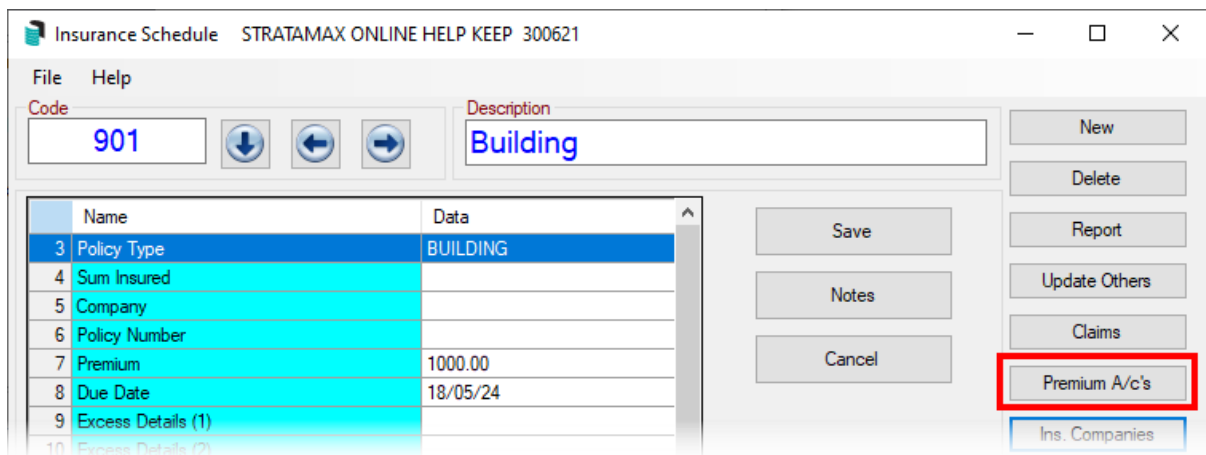 Insurance Schedule STRATAMAX ONLINE HELP KEEP 300621
File Help
Code
901
Description
Building
New
Delete
Name Data
3 Policy Type BUILDING
4 Sum Insured
5 Company
6 Policy Number
7 Premium 1000.00
8 Due Date 18/05/24
9 Excess Details (1)
10 Excess Details (2)
Save
Notes
Cancel
Report
Update Others
Claims
Premium A/c's
Ins. Companies